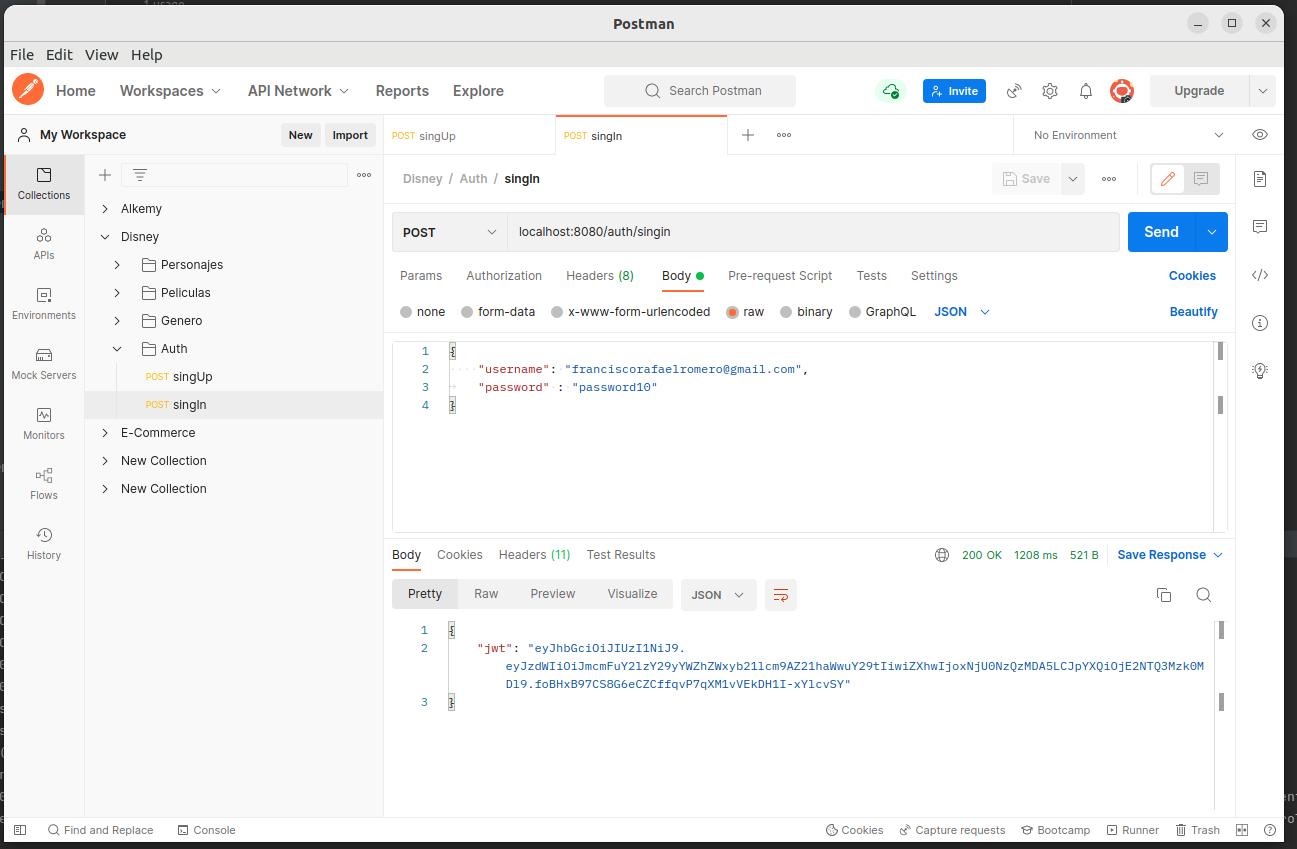 Postman
File Edit View Help
Home Workspaces API Network Reports Explore Search Postman Invite Upgrade
My Workspace New Import
POST singUp POST singIn No Environment
Collections
APIs
Environments
Mock Servers
Monitors
Flows
History
Alkemy
Disney
Personajes
Peliculas
Genero
Auth
POST singUp
POST singIn
E-Commerce
New Collection
New Collection
Disney / Auth / singIn Save
POST localhost:8080/auth/singin Send
Params Authorization Headers (8) Body Pre-request Script Tests Settings Cookies
none form-data x-www-form-urlencoded raw binary GraphQL JSON Beautify
1 {
2 "username": "franciscorafaelromero@gmail.com",
3 "password" : "password10"
4 }
Body Cookies Headers (11) Test Results 200 OK 1208 ms 521 B Save Response
Pretty Raw Preview Visualize JSON
1 {
2 "jwt": "eyJhbGciOiJIUzI1NiJ9.
eyJzdWIiOiJmcmFuY2lzY29yYWZhZWxyb21lcm9AZ21haWwuY29tIiwiZXhwIjoxNjU0NzQzMDA5LCJpYXQiOjE2NTQ3Mzk0M
Dl9.foBHxB97CS8G6eCZCffqvP7qXM1vVEkDH1I-xYlcvSY"
3 }
Find and Replace Console Cookies Capture requests Bootcamp Runner Trash